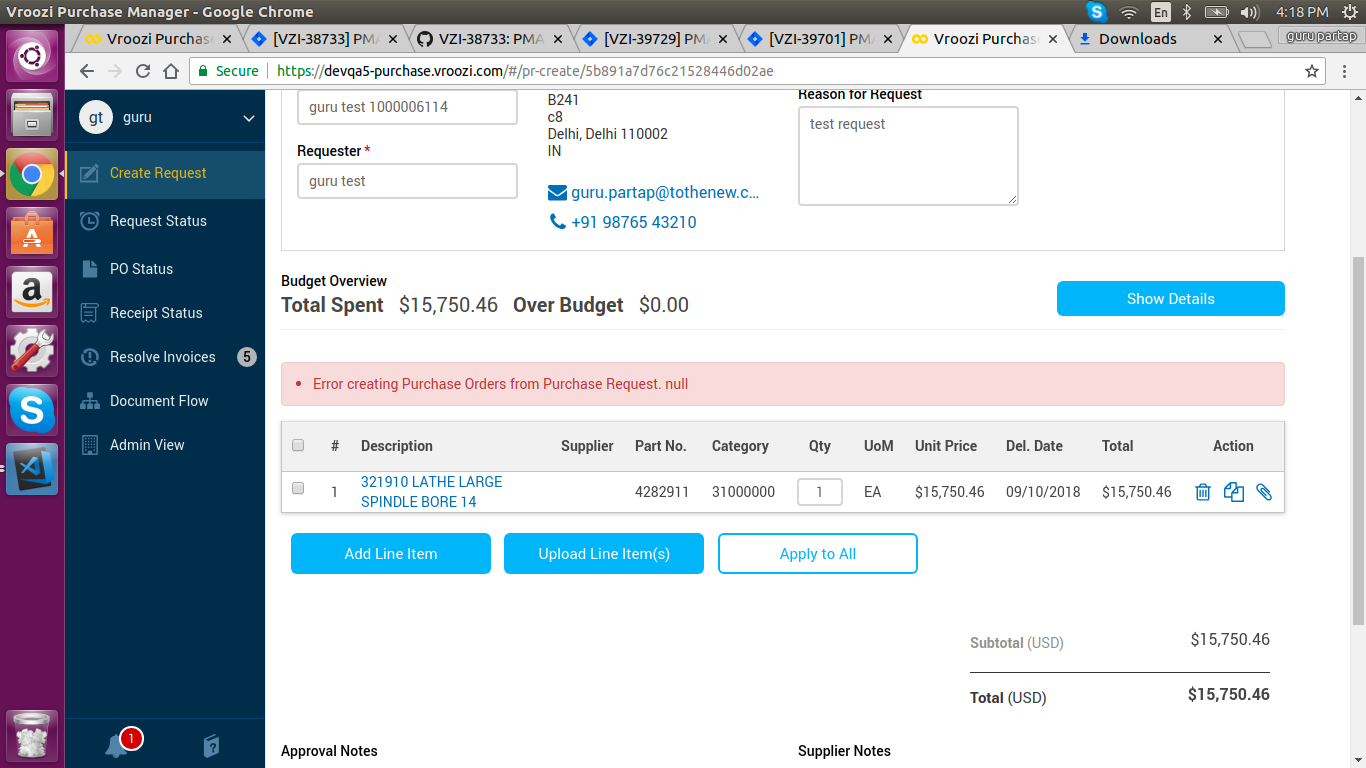 Vroozi Purchase Manager - Google Chrome
En
4:18 PM
Vroozi Purchas
[VZI-38733] PMA
VZI-38733: PMA
[VZI-39729] PMA
[VZI-39701] PMA
Vroozi Purchas
Downloads
guru partap
Secure
https://devqa5-purchase.vroozi.com/#/pr-create/5b891a7d76c21528446d02ae
gt guru
Create Request
Request Status
PO Status
Receipt Status
Resolve Invoices 5
Document Flow
Admin View
1
guru test 1000006114
Requester *
guru test
B241
c8
Delhi, Delhi 110002
IN
guru.partap@tothenew.c...
+91 98765 43210
Reason for Request
test request
Budget Overview
Total Spent $15,750.46 Over Budget $0.00
Show Details
Error creating Purchase Orders from Purchase Request. null
# Description Supplier Part No. Category Qty UoM Unit Price Del. Date Total Action
1 321910 LATHE LARGE SPINDLE BORE 14 4282911 31000000 1 EA $15,750.46 09/10/2018 $15,750.46
Add Line Item
Upload Line Item(s)
Apply to All
Subtotal (USD) $15,750.46
Total (USD) $15,750.46
Approval Notes
Supplier Notes